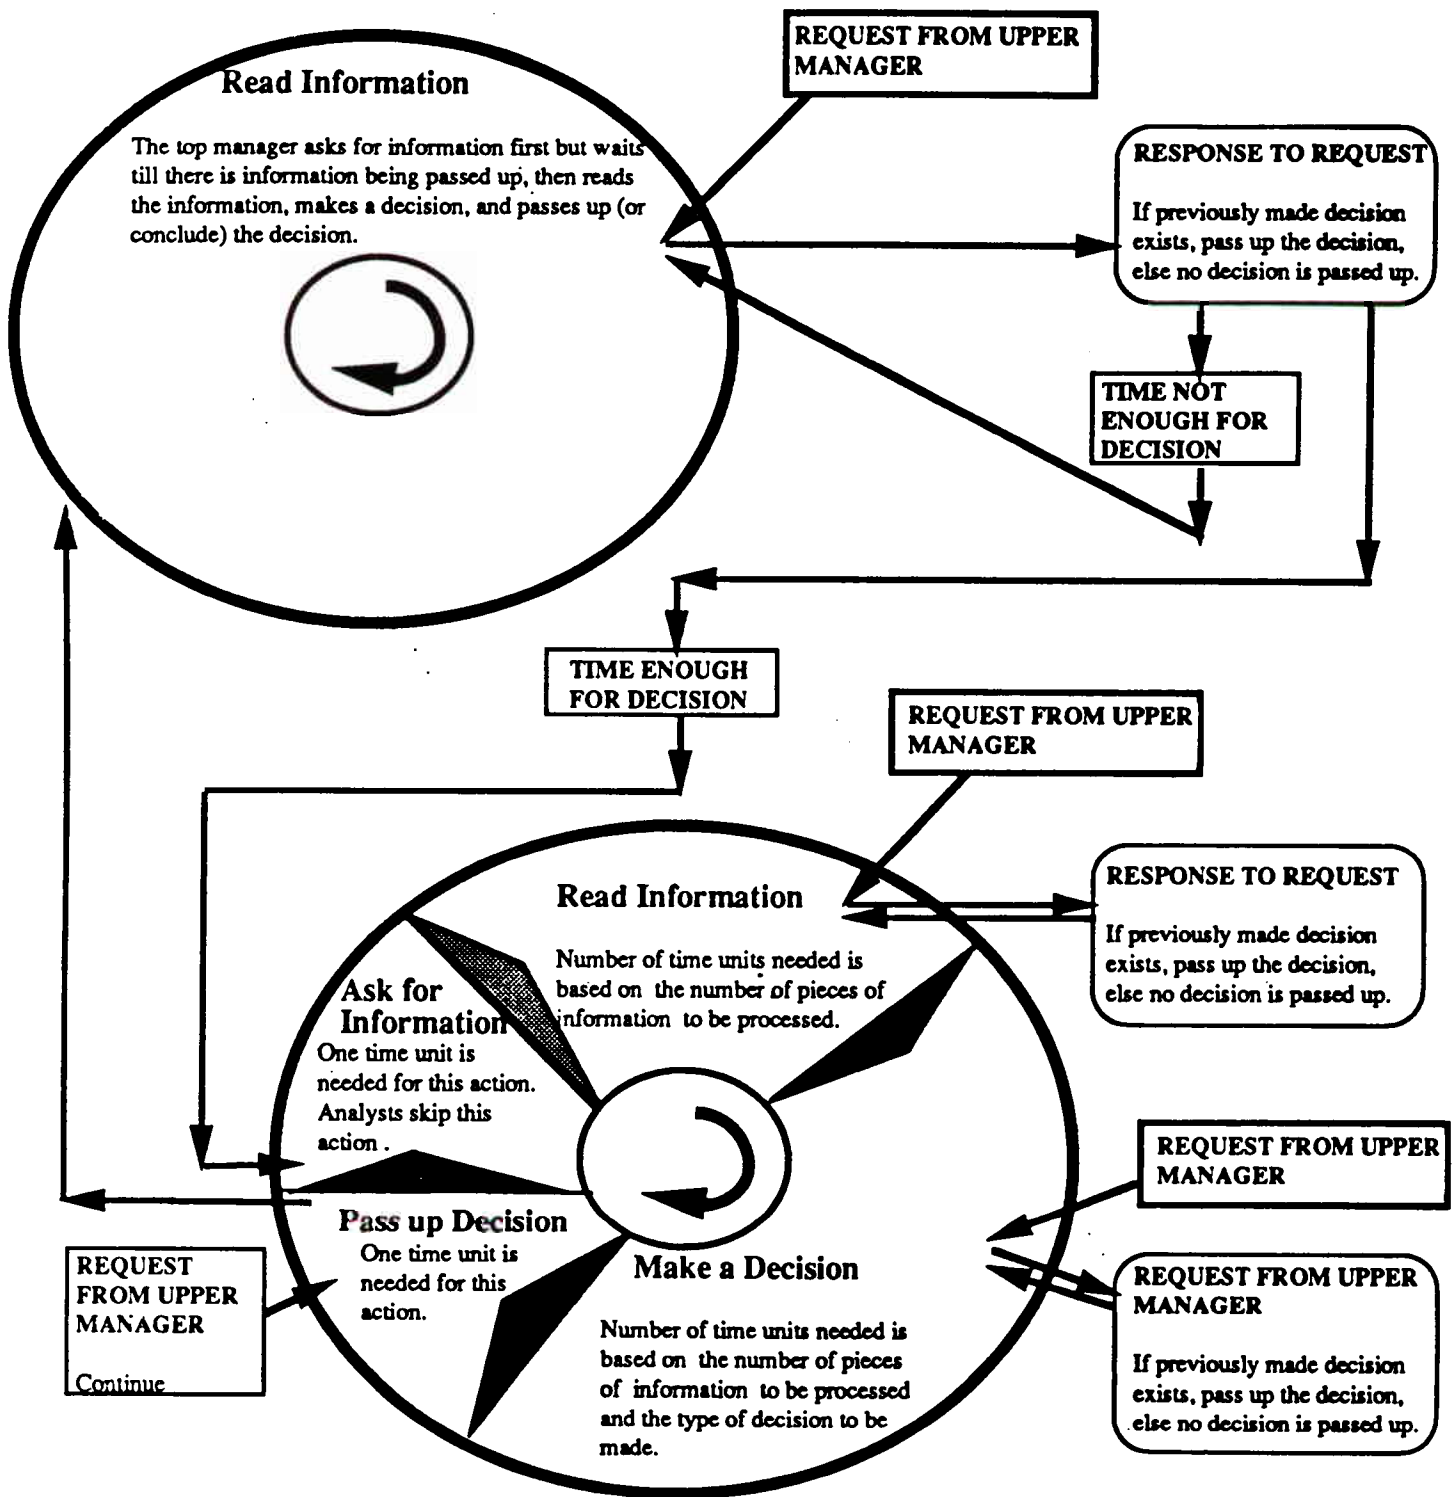 REQUEST FROM UPPER
MANAGER
Read Information
The top manager asks for information first but waits
till there is information being passed up, then reads
the information, makes a decision, and passes up (or
conclude) the decision.
RESPONSE TO REQUEST
If previously made decision
exists, pass up the decision,
else no decision is passed up.
TIME NOT
ENOUGH FOR
DECISION
TIME ENOUGH
FOR DECISION
REQUEST FROM UPPER
MANAGER
Read Information
Number of time units needed is
based on the number of pieces of
information to be processed.
RESPONSE TO REQUEST
If previously made decision
exists, pass up the decision,
else no decision is passed up.
Ask for
Information
One time unit is
needed for this action.
Analysts skip this
action .
REQUEST FROM UPPER
MANAGER
Pass up Decision
One time unit is
needed for this
action.
REQUEST
FROM UPPER
MANAGER
Continue
Make a Decision
Number of time units needed is
based on the number of pieces
of information to be processed
and the type of decision to be
made.
REQUEST FROM UPPER
MANAGER
If previously made decision
exists, pass up the decision,
else no decision is passed up.